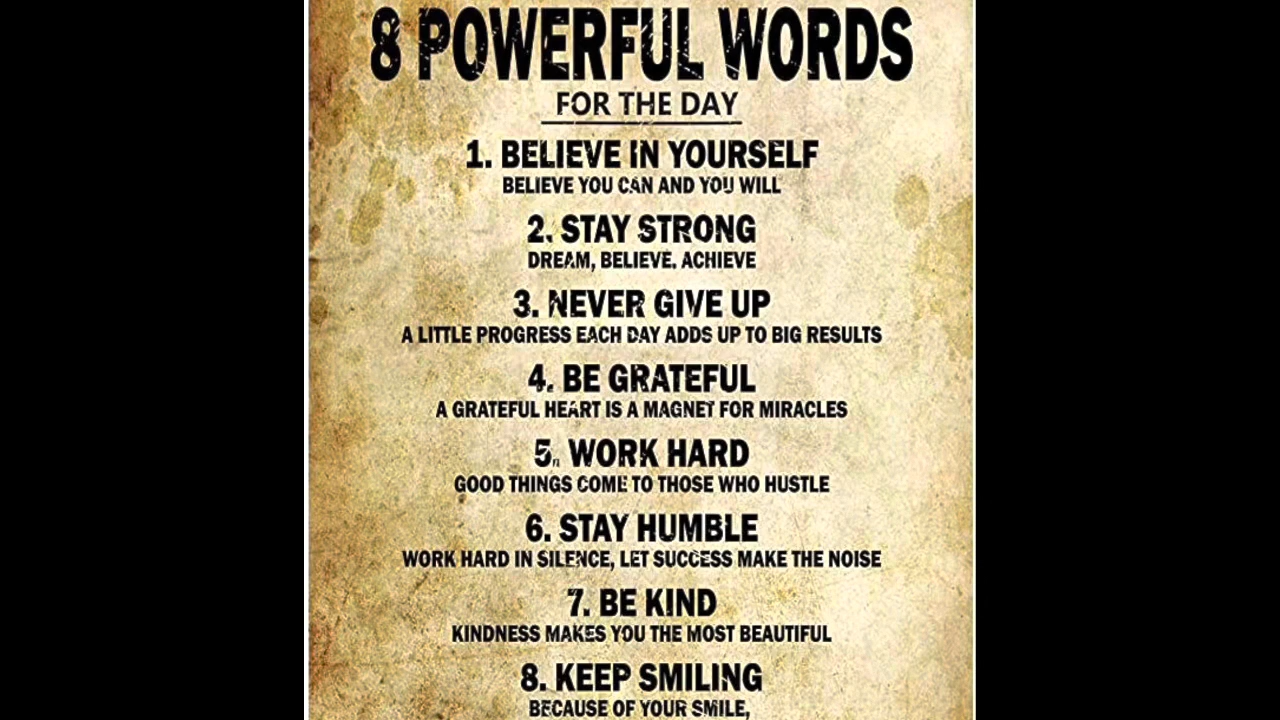 8 POWERFUL WORDS
FOR THE DAY
1. BELIEVE IN YOURSELF
BELIEVE YOU CAN AND YOU WILL
2. STAY STRONG
DREAM, BELIEVE, ACHIEVE
3. NEVER GIVE UP
A LITTLE PROGRESS EACH DAY ADDS UP TO BIG RESULTS
4. BE GRATEFUL
A GRATEFUL HEART IS A MAGNET FOR MIRACLES
5. WORK HARD
GOOD THINGS COME TO THOSE WHO HUSTLE
6. STAY HUMBLE
WORK HARD IN SILENCE, LET SUCCESS MAKE THE NOISE
7. BE KIND
KINDNESS MAKES YOU THE MOST BEAUTIFUL
8. KEEP SMILING
BECAUSE OF YOUR SMILE,